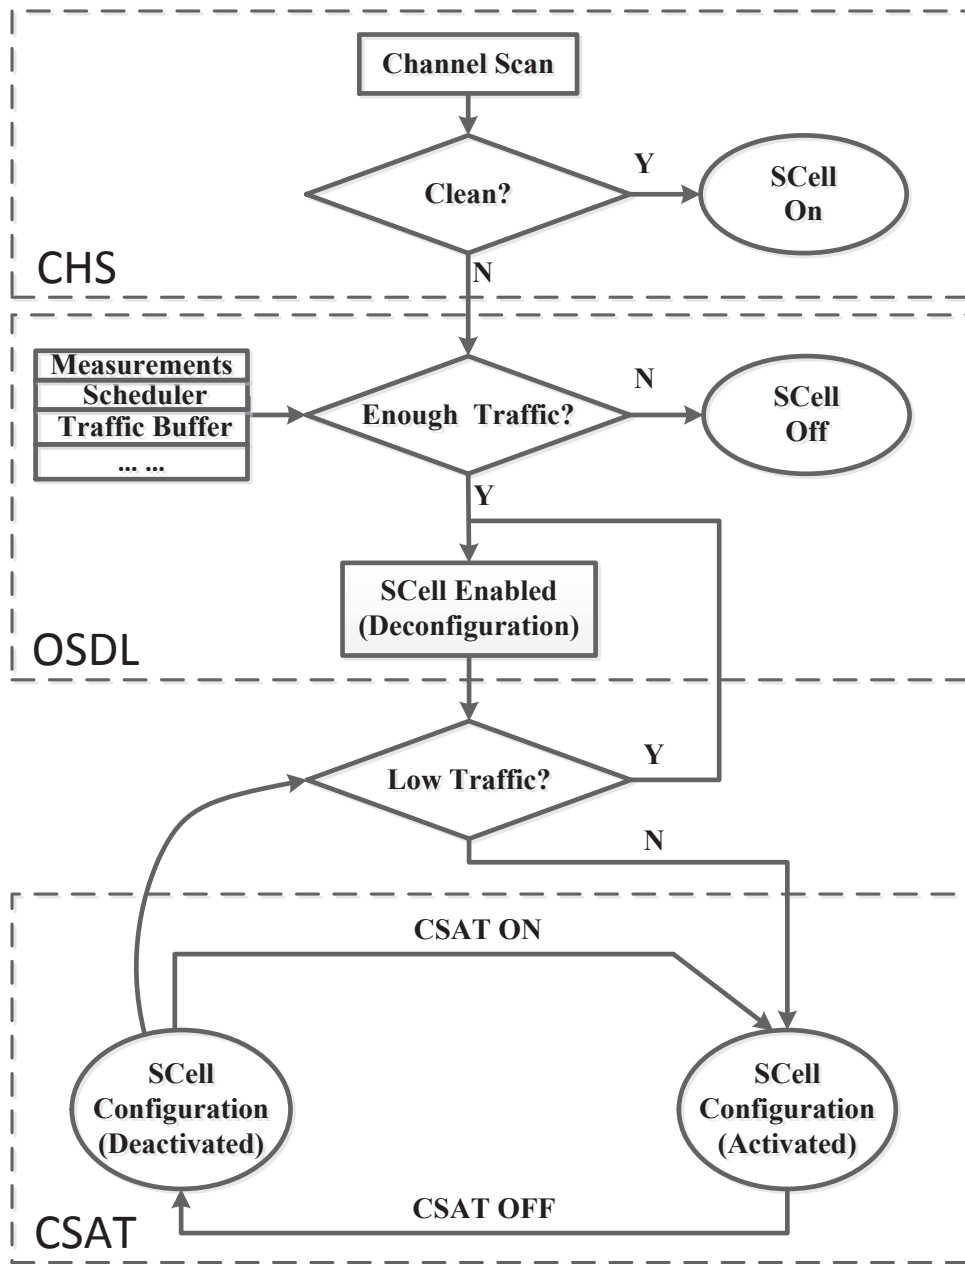 Channel Scan
Clean?
Y
SCell
On
CHS
N
Measurements
Scheduler
Traffic Buffer
... ...
Enough Traffic?
N
SCell
Off
Y
SCell Enabled
(Deconfiguration)
OSDL
Low Traffic?
Y
N
CSAT ON
SCell
Configuration
(Deactivated)
SCell
Configuration
(Activated)
CSAT OFF
CSAT